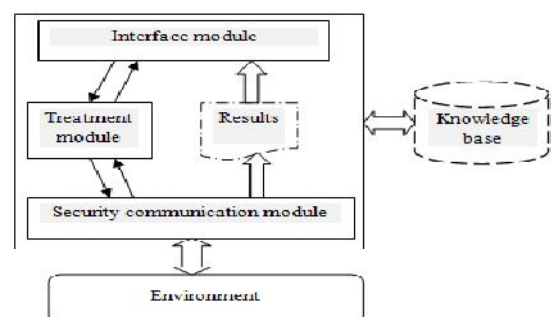 Interface module
Treatment
module
Results
Knowledge
base
Security communication module
Environment